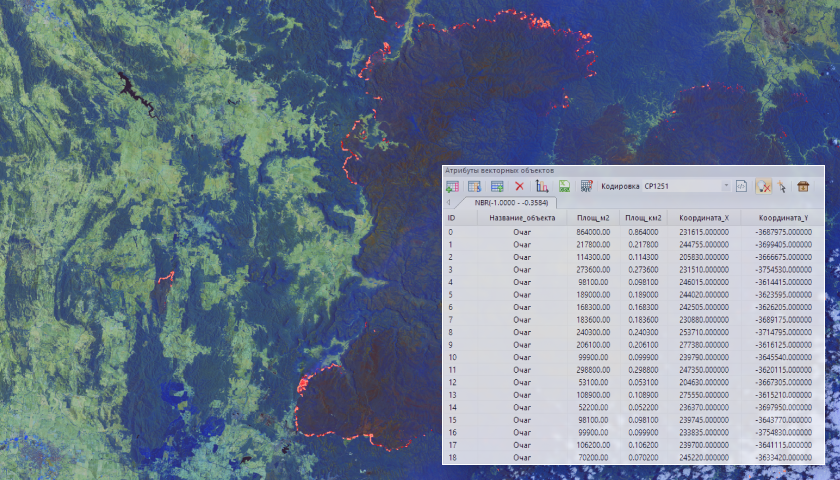 Атрибуты векторных объектов
Кодировка CP1251
NBR(-1.0000 - -0.3584)
ID Название_объекта Площ_м2 Площ_км2 Координата_X Координата_Y
0 Очаг 864000.00 0.864000 231615.000000 -3687975.000000
1 Очаг 217800.00 0.217800 244755.000000 -3699405.000000
2 Очаг 114300.00 0.114300 205830.000000 -3666675.000000
3 Очаг 273600.00 0.273600 231510.000000 -3754530.000000
4 Очаг 98100.00 0.098100 246015.000000 -3614415.000000
5 Очаг 189000.00 0.189000 244020.000000 -3623595.000000
6 Очаг 168300.00 0.168300 242505.000000 -3626205.000000
7 Очаг 183600.00 0.183600 230880.000000 -3689175.000000
8 Очаг 240300.00 0.240300 253710.000000 -3714795.000000
9 Очаг 206100.00 0.206100 277380.000000 -3616125.000000
10 Очаг 99900.00 0.099900 239790.000000 -3645540.000000
11 Очаг 298800.00 0.298800 247350.000000 -3620115.000000
12 Очаг 53100.00 0.053100 204630.000000 -3667305.000000
13 Очаг 108900.00 0.108900 275550.000000 -3615210.000000
14 Очаг 52200.00 0.052200 236370.000000 -3697950.000000
15 Очаг 98100.00 0.098100 239745.000000 -3643770.000000
16 Очаг 99900.00 0.099900 233835.000000 -3754830.000000
17 Очаг 106200.00 0.106200 239700.000000 -3641115.000000
18 Очаг 70200.00 0.070200 245220.000000 -3633420.000000